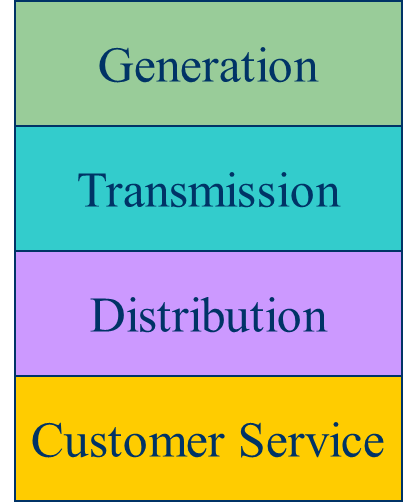 Generation
Transmission
Distribution
Customer Service